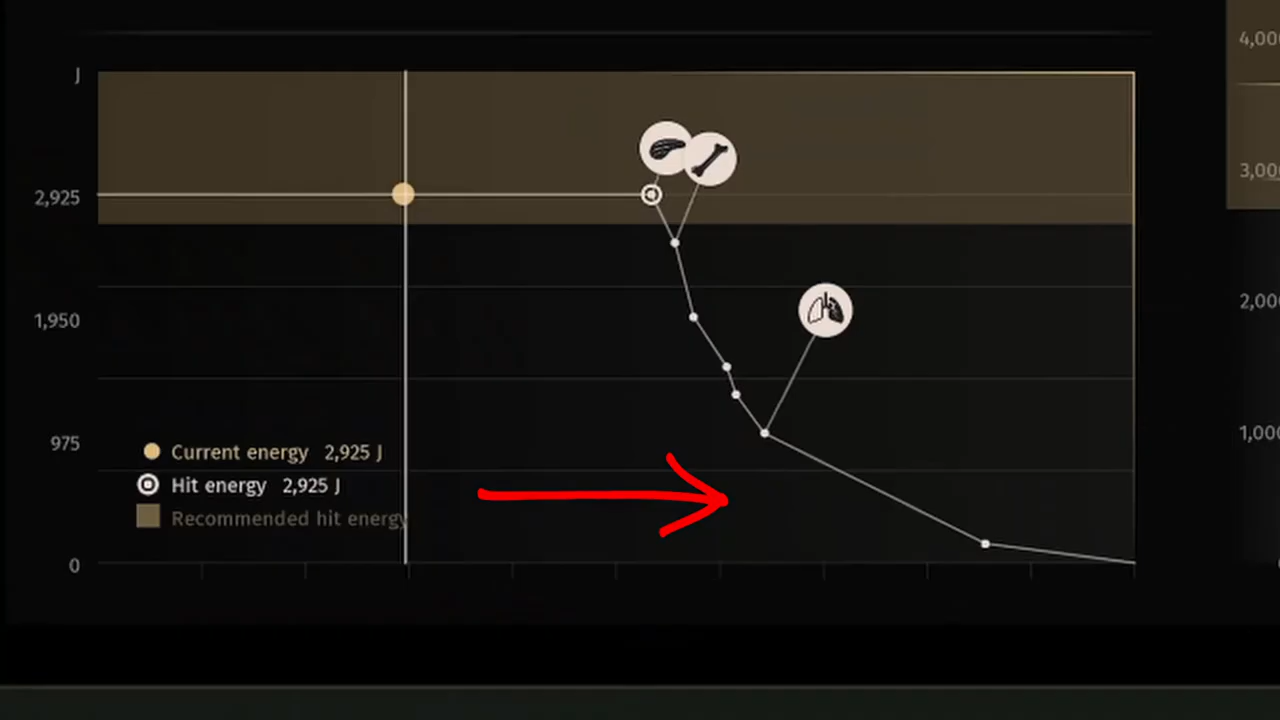 J
2,925
1,950
975
0
Current energy 2,925 J
Hit energy 2,925 J
Recommended hit energy
4,00
3,00
2,00
1,00